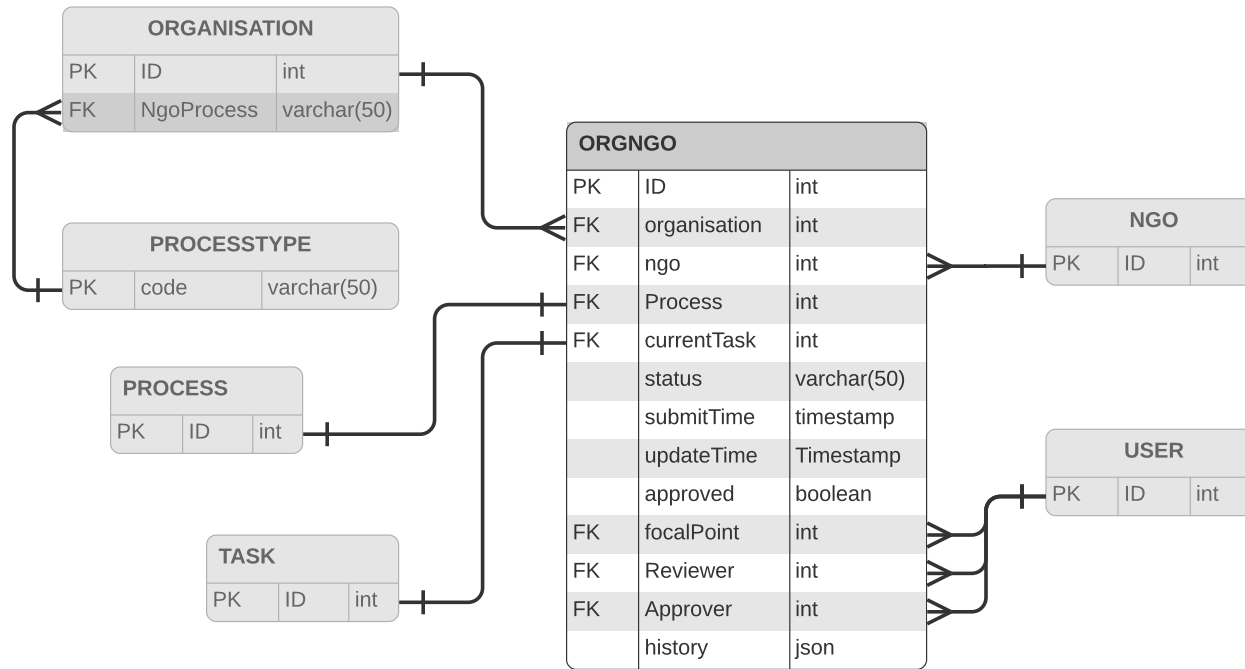 ORGANISATION
PK ID int
FK NgoProcess varchar(50)
PROCESSTYPE
PK code varchar(50)
PROCESS
PK ID int
TASK
PK ID int
ORGNGO
PK ID int
FK organisation int
FK ngo int
FK Process int
FK currentTask int
status varchar(50)
submitTime timestamp
updateTime Timestamp
approved boolean
FK focalPoint int
FK Reviewer int
FK Approver int
history json
NGO
PK ID int
USER
PK ID int